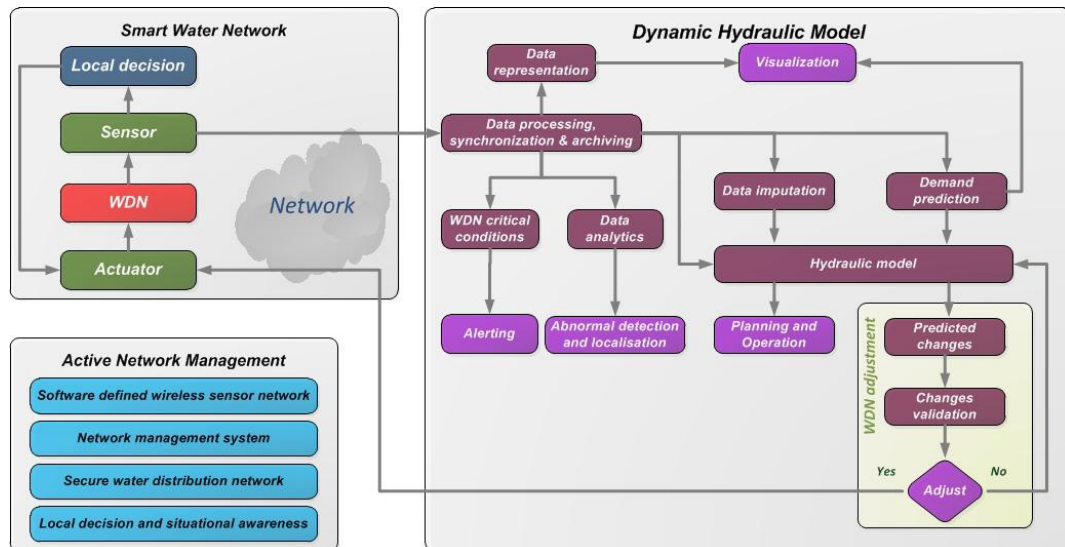 Smart Water Network
Local decision
Sensor
WDN
Actuator
Network
Active Network Management
Software defined wireless sensor network
Network management system
Secure water distribution network
Local decision and situational awareness
Dynamic Hydraulic Model
Data
representation
Visualization
Data processing,
synchronization & archiving
Data imputation
Demand
prediction
WDN critical
conditions
Data
analytics
Hydraulic model
Alerting
Abnormal detection
and localisation
Planning and
Operation
WDN adjustment
Predicted
changes
Changes
validation
Yes
Adjust
No